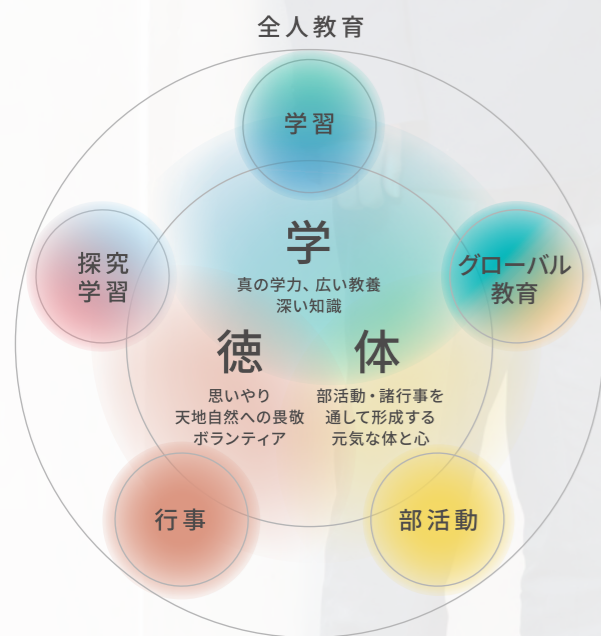 全人教育
学習
探究
学習
グローバル
教育
学
真の学力、広い教養
深い知識
徳
思いやり
天地自然への畏敬
ボランティア
体
部活動・諸行事を
通して形成する
元気な体と心
行事
部活動